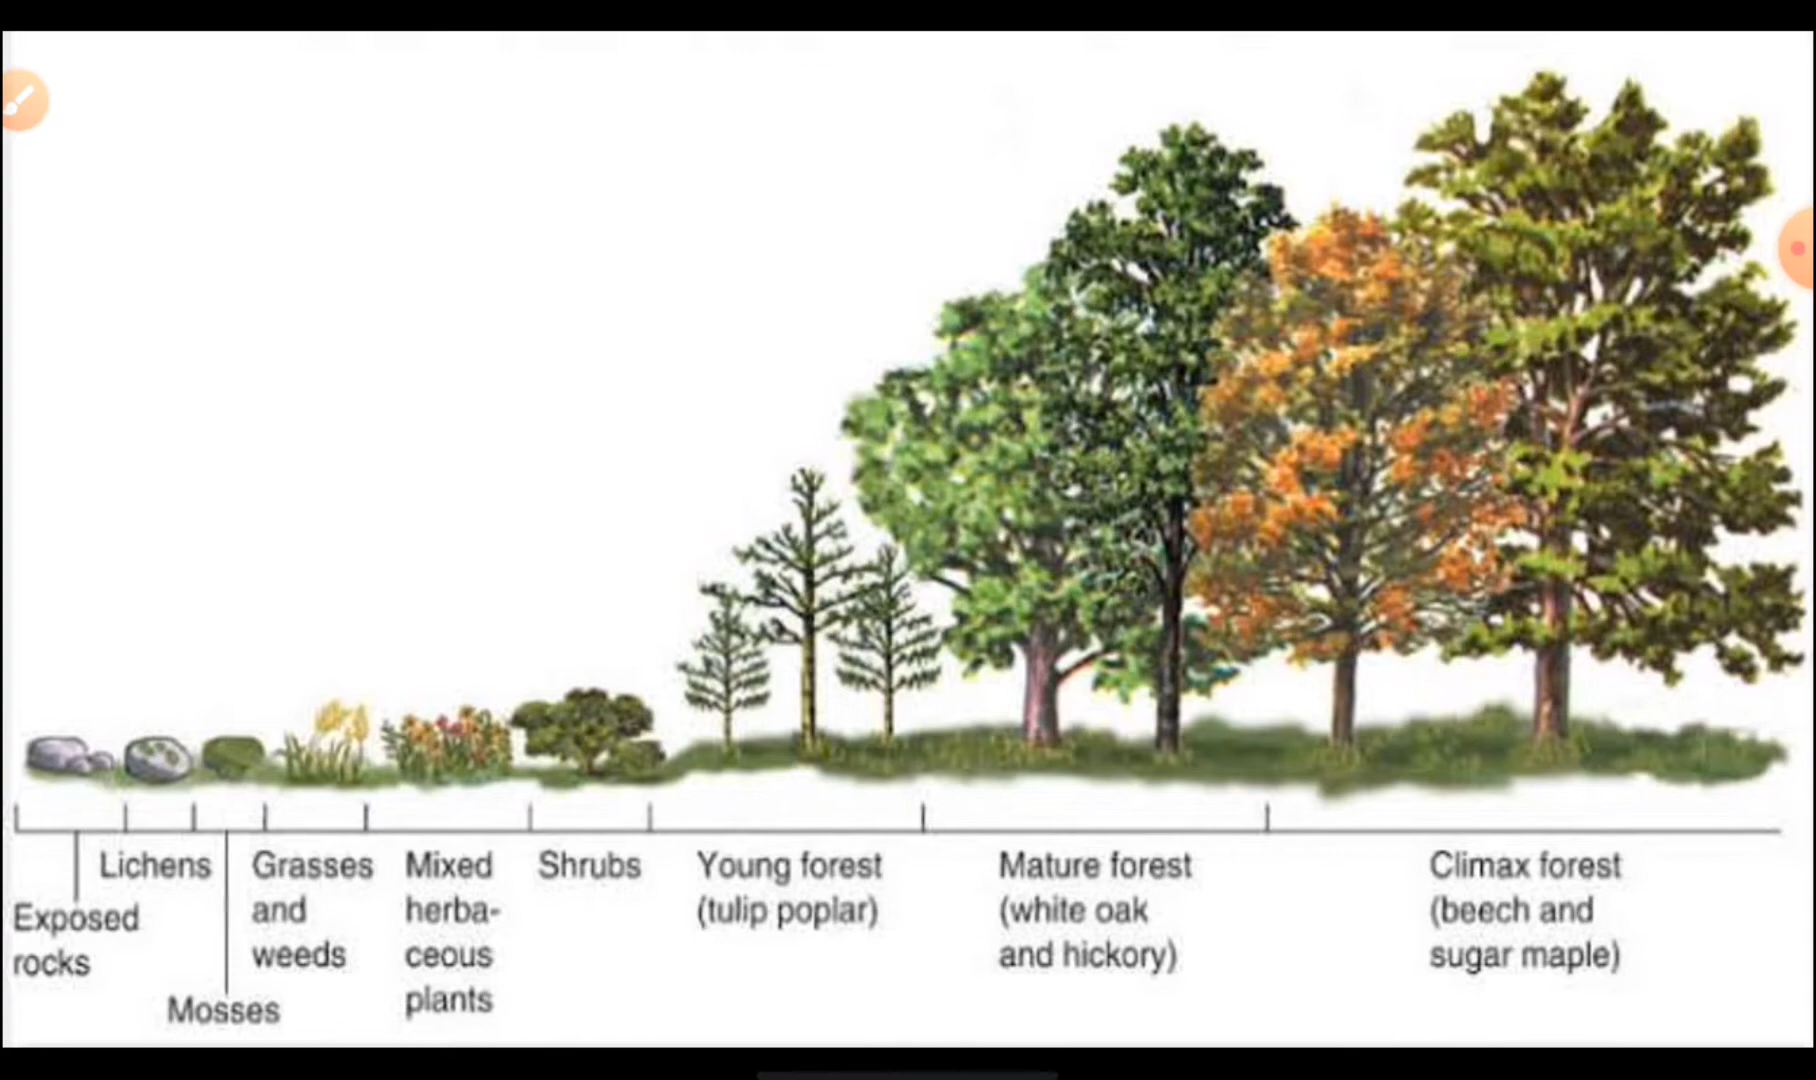 Exposed
rocks
Lichens
Mosses
Grasses
and
weeds
Mixed
herba-
ceous
plants
Shrubs
Young forest
(tulip poplar)
Mature forest
(white oak
and hickory)
Climax forest
(beech and
sugar maple)